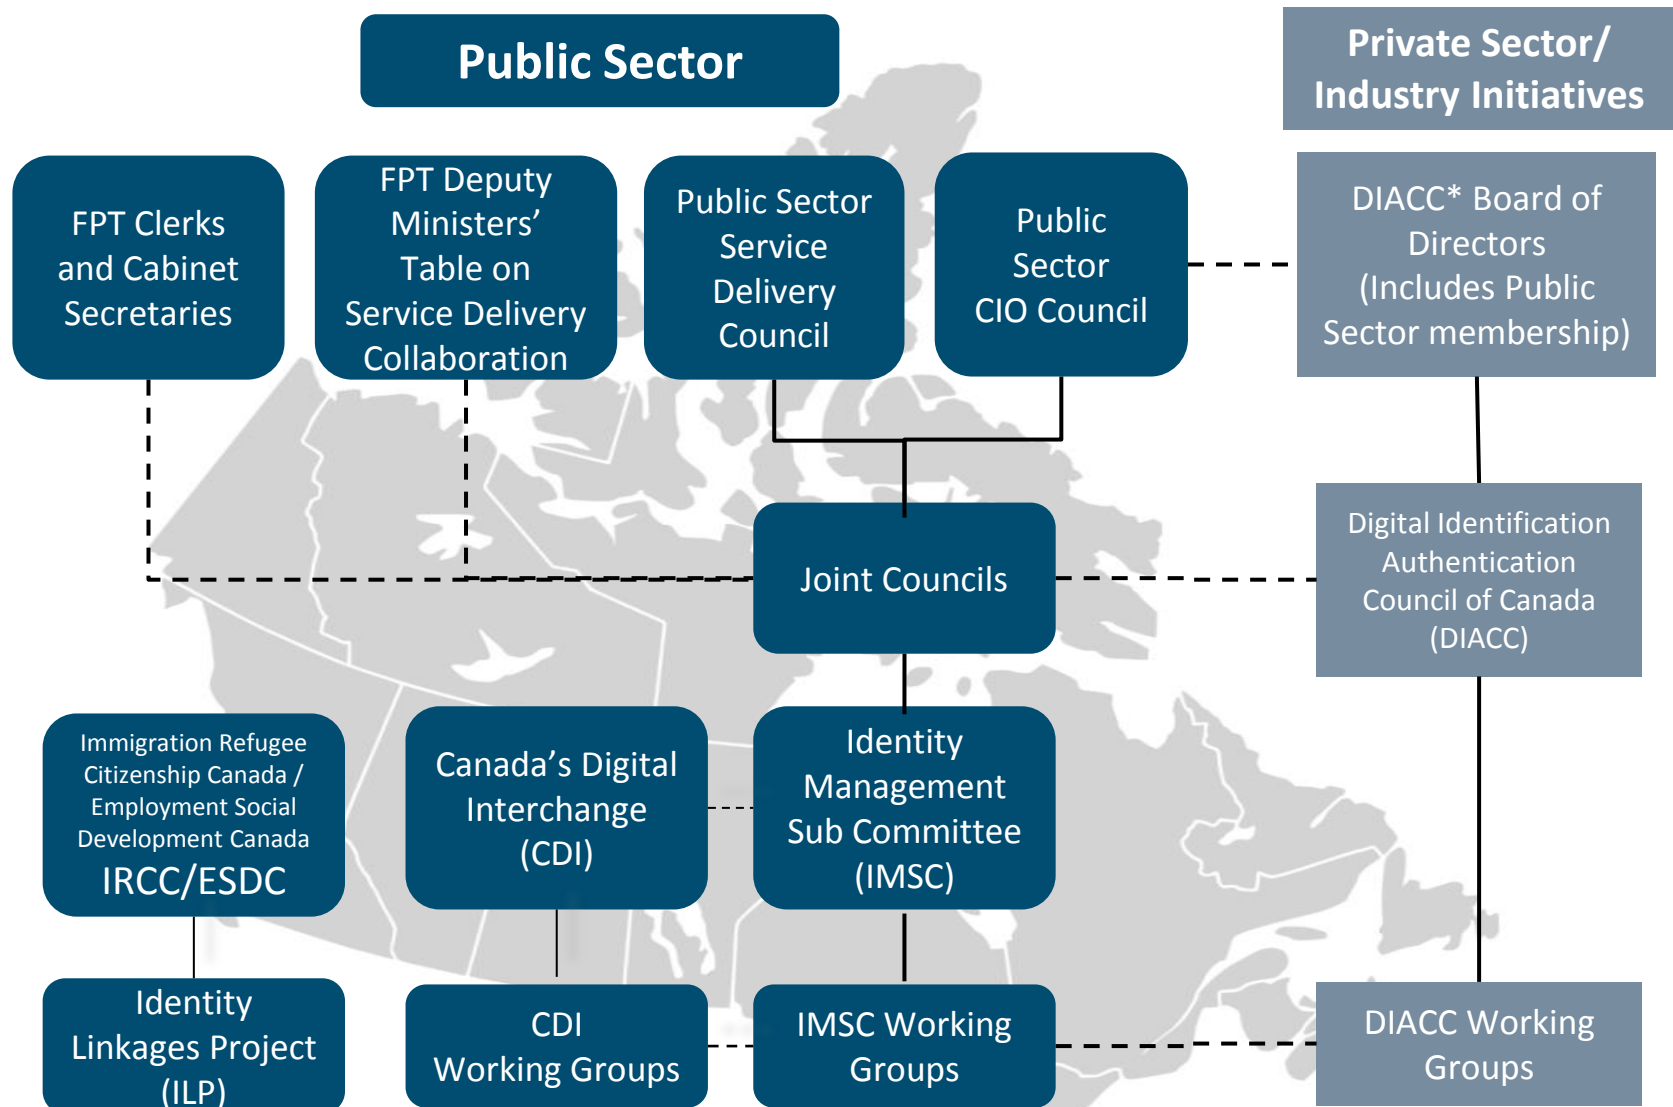 Public Sector
Private Sector/
Industry Initiatives
FPT Clerks
and Cabinet
Secretaries
FPT Deputy
Ministers’
Table on
Service Delivery
Collaboration
Public Sector
Service
Delivery
Council
Public
Sector
CIO Council
DIACC* Board of
Directors
(Includes Public
Sector membership)
Joint Councils
Digital Identification
Authentication
Council of Canada
(DIACC)
Immigration Refugee
Citizenship Canada /
Employment Social
Development Canada
IRCC/ESDC
Canada’s Digital
Interchange
(CDI)
Identity
Management
Sub Committee
(IMSC)
Identity
Linkages Project
(ILP)
CDI
Working Groups
IMSC Working
Groups
DIACC Working
Groups